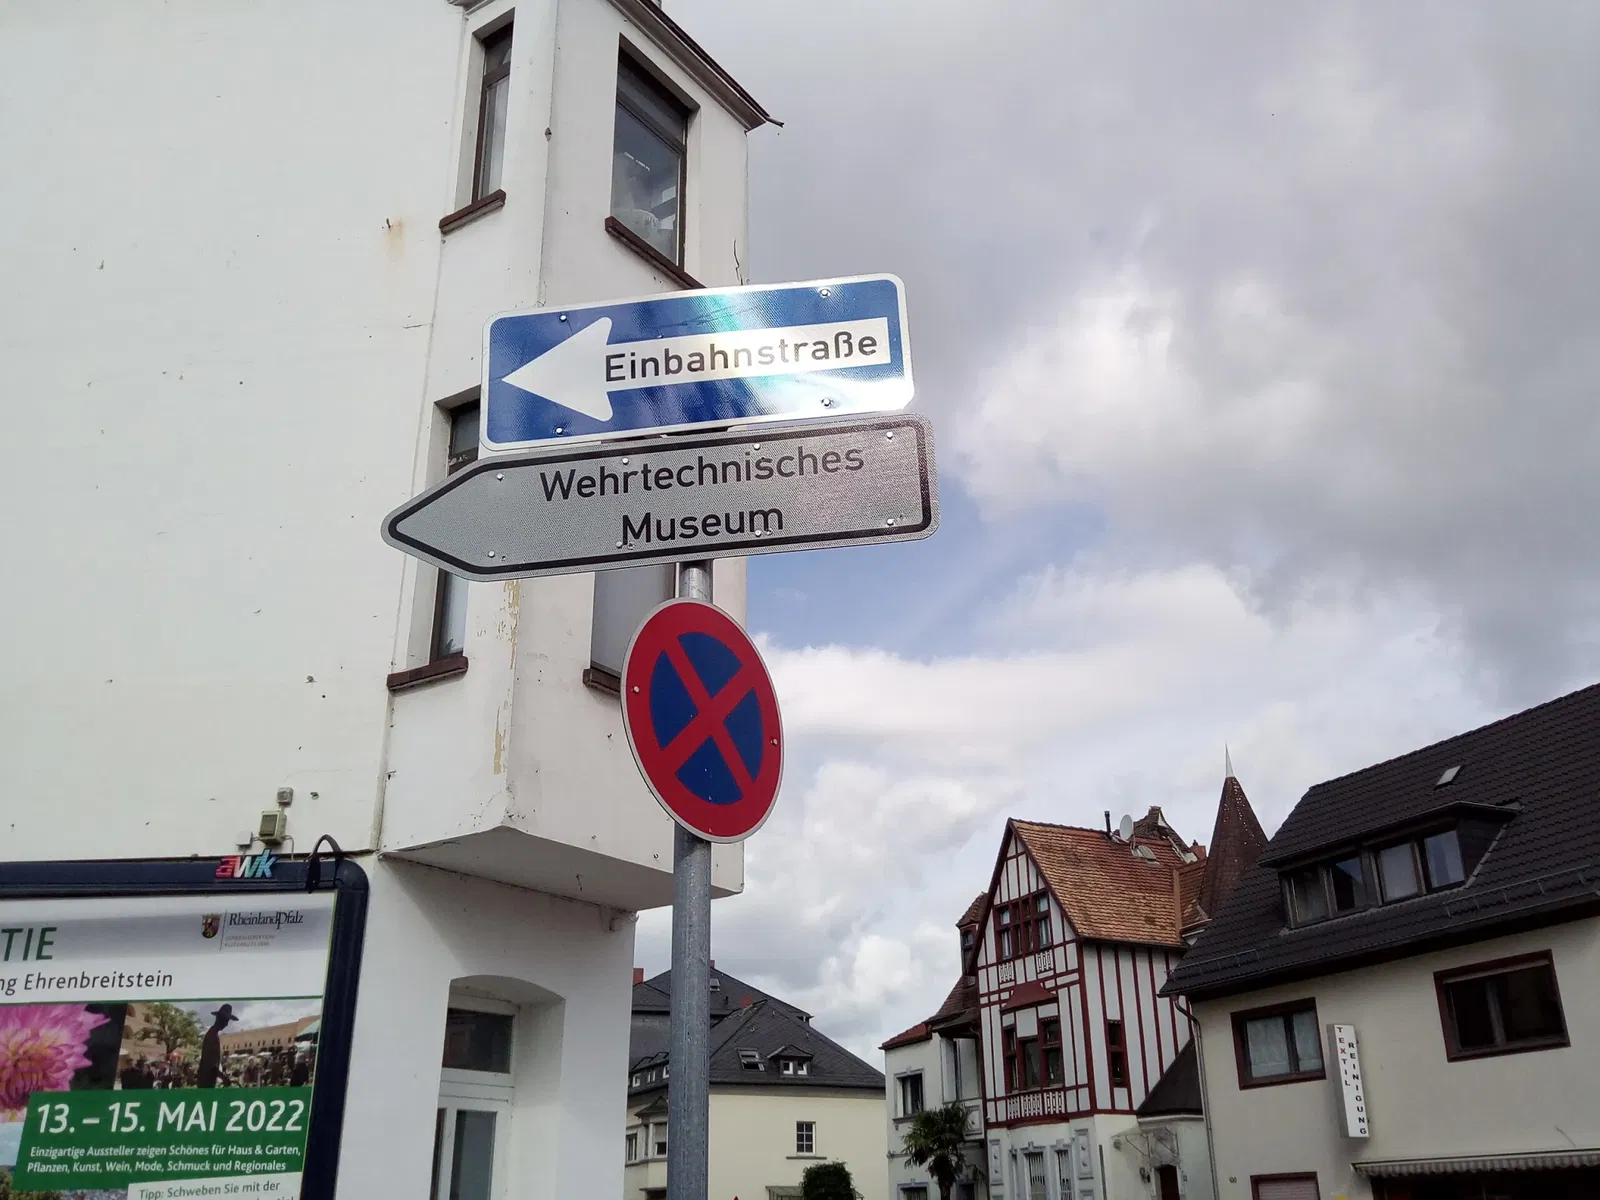 Einbahnstraße
Wehrtechnisches
Museum
awk
RheinlandPfalz
TIE
ng Ehrenbreitstein
13. – 15. MAI 2022
Einzigartige Aussteller zeigen Schönes für Haus & Garten,
Pflanzen, Kunst, Wein, Mode, Schmuck und Regionales
Tipp: Schweben Sie mit der
TEXTIL
REINIGUNG